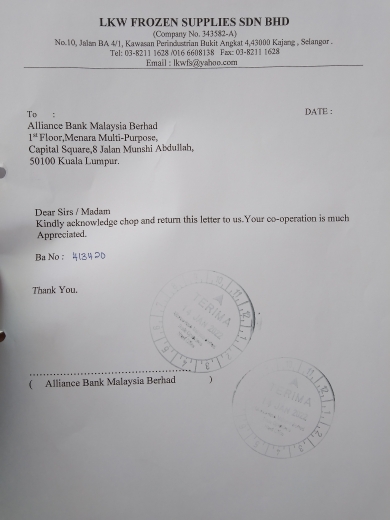 LKW FROZEN SUPPLIES SDN BHD
(Company No. 343582-A)
No.10, Jalan BA 4/1, Kawasan Perindustrian Bukit Angkat 4,43000 Kajang , Selangor .
Tel: 03-8211 1628 /016 6608138 Fax: 03-8211 1628
Email : lkwfs@yahoo.com
To :
DATE :
Alliance Bank Malaysia Berhad
1st Floor,Menara Multi-Purpose,
Capital Square,8 Jalan Munshi Abdullah,
50100 Kuala Lumpur.
Dear Sirs / Madam
Kindly acknowledge chop and return this letter to us.Your co-operation is much
Appreciated.
Ba No : 413420
Thank You.
TERIMA
TERIMA
( Alliance Bank Malaysia Berhad )